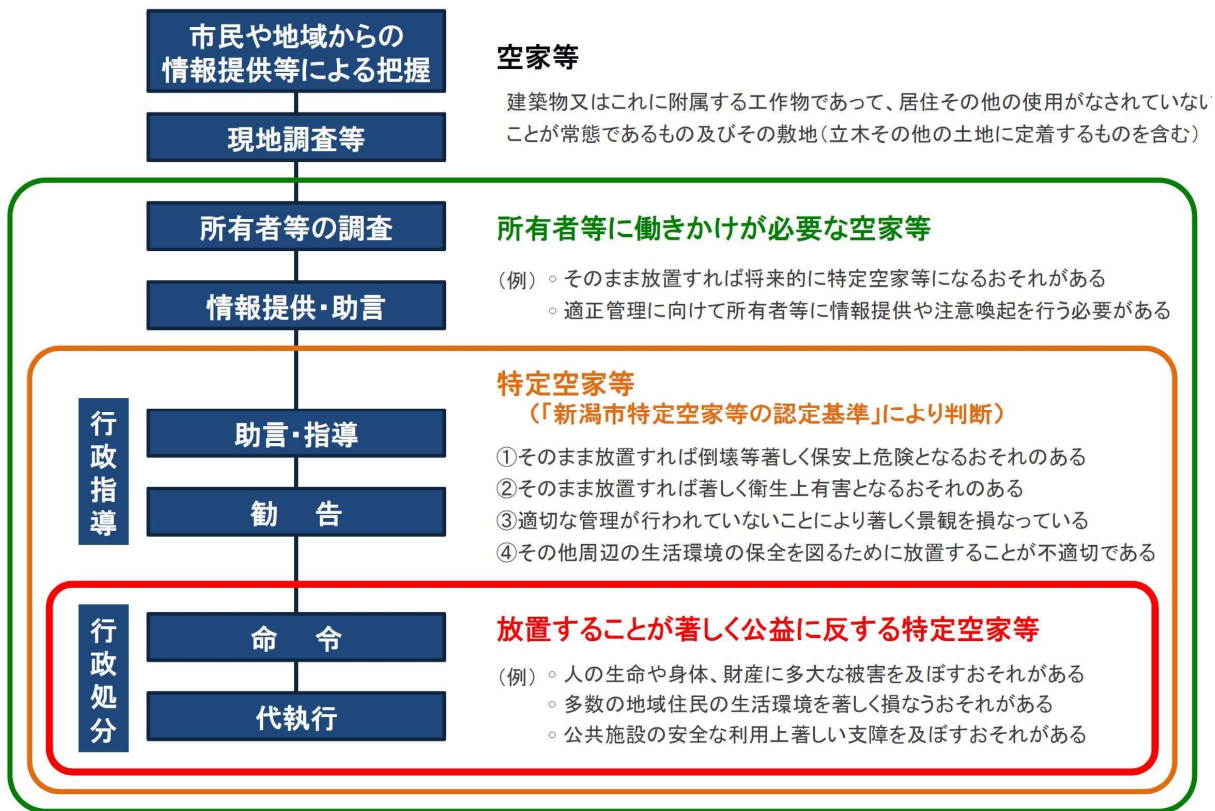 市民や地域からの
情報提供等による把握
空家等
建築物又はこれに附属する工作物であって、居住その他の使用がなされていない
ことが常態であるもの及びその敷地(立木その他の土地に定着するものを含む)
現地調査等
所有者等の調査
所有者等に働きかけが必要な空家等
(例)◦そのまま放置すれば将来的に特定空家等になるおそれがある
◦適正管理に向けて所有者等に情報提供や注意喚起を行う必要がある
情報提供・助言
特定空家等
(「新潟市特定空家等の認定基準」により判断)
行政指導
助言・指導
①そのまま放置すれば倒壊等著しく保安上危険となるおそれのある
②そのまま放置すれば著しく衛生上有害となるおそれのある
勧 告
③適切な管理が行われていないことにより著しく景観を損なっている
④その他周辺の生活環境の保全を図るために放置することが不適切である
行政処分
命 令
放置することが著しく公益に反する特定空家等
(例)◦人の生命や身体、財産に多大な被害を及ぼすおそれがある
◦多数の地域住民の生活環境を著しく損なうおそれがある
◦公共施設の安全な利用上著しい支障を及ぼすおそれがある
代執行